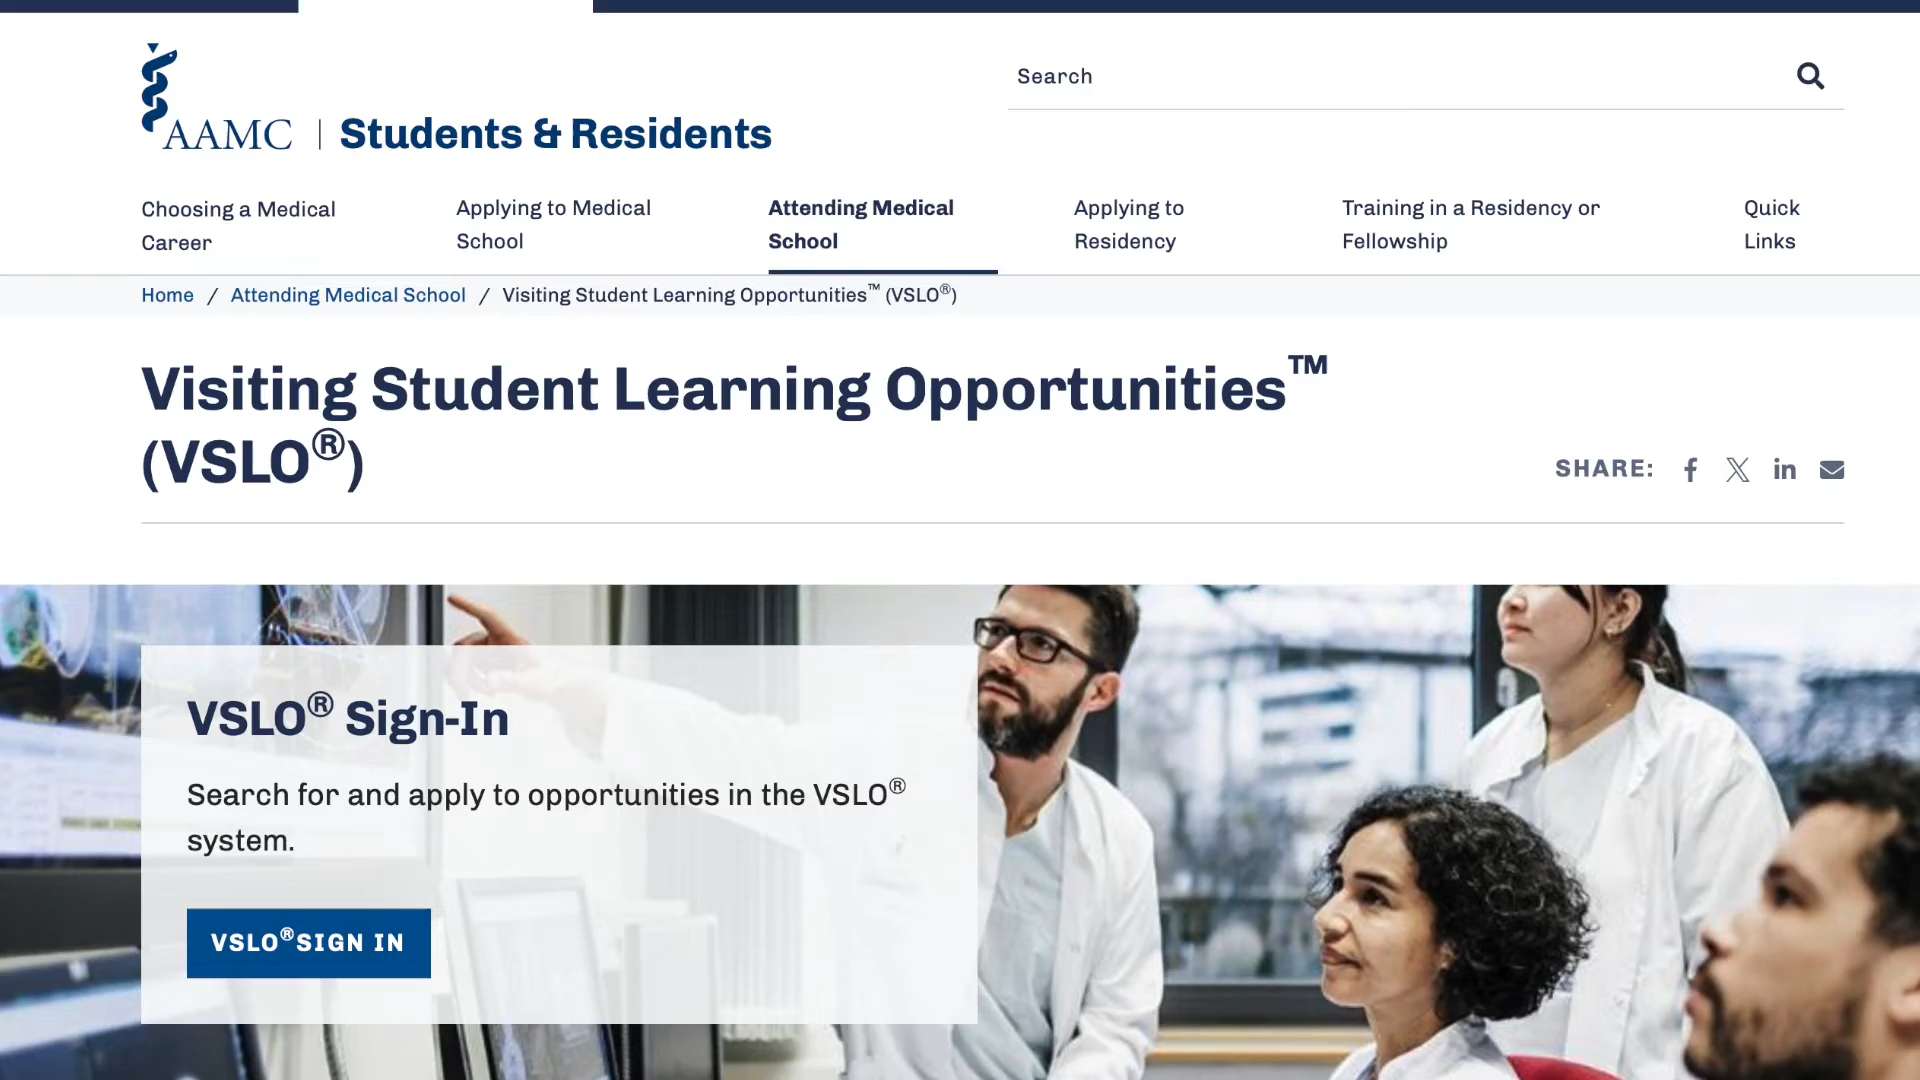 Search
AAMC | Students & Residents
Choosing a Medical
Career
Applying to Medical
School
Attending Medical
School
Applying to
Residency
Training in a Residency or
Fellowship
Quick
Links
Home / Attending Medical School / Visiting Student Learning Opportunities™ (VSLO®)
Visiting Student Learning Opportunities™
(VSLO®)
SHARE:
VSLO® Sign-In
Search for and apply to opportunities in the VSLO®
system.
VSLO®SIGN IN